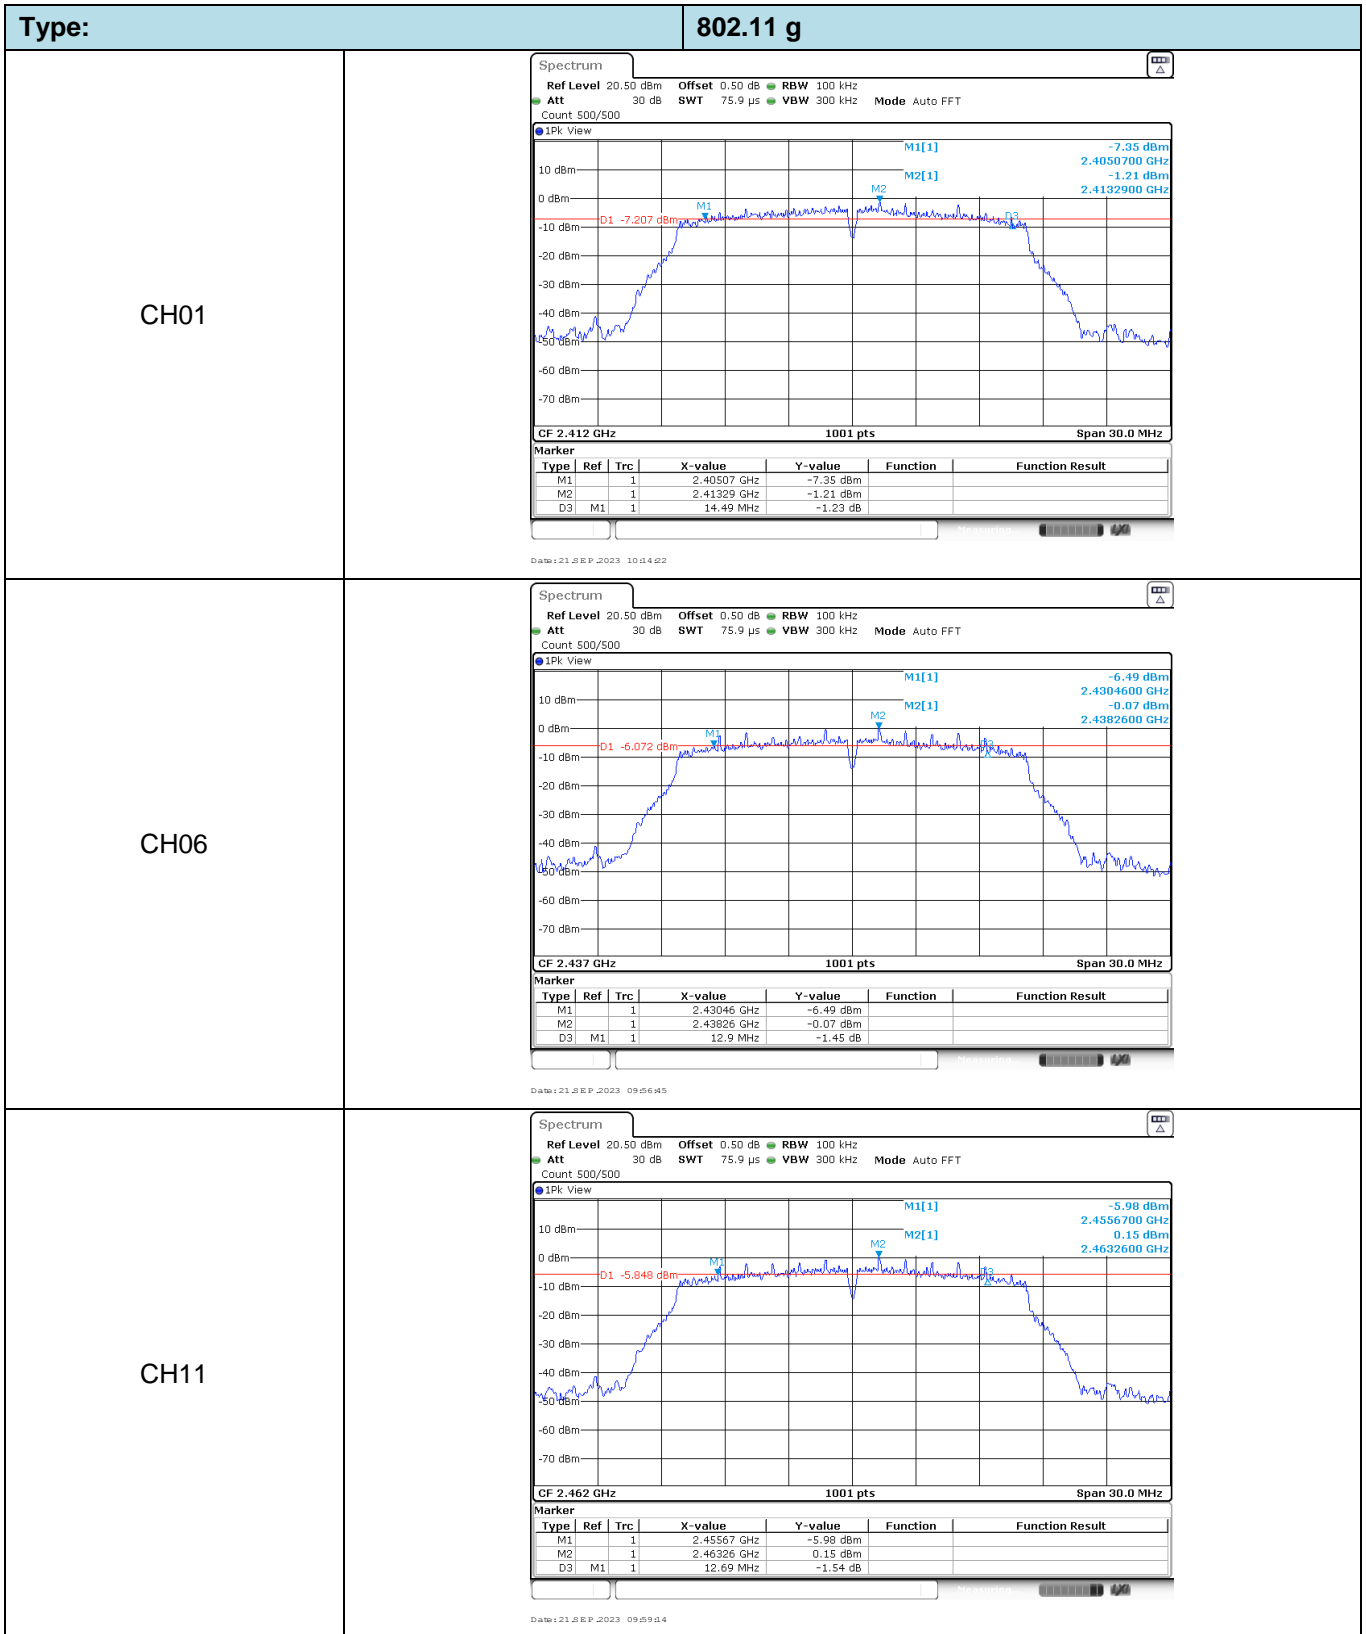 Type: 802.11 g
CH01
Spectrum
Ref Level 20.50 dBm Offset 0.50 dB RBW 100 kHz
Att 30 dB SWT 75.9 µs VBW 300 kHz Mode Auto FFT
Count 500/500
1Pk View
M1[1] -7.35 dBm
2.4050700 GHz
10 dBm
M2[1] -1.21 dBm
2.4132900 GHz
M2
0 dBm
M1
D3
D1 -7.207 dBm
-10 dBm
-20 dBm
-30 dBm
-40 dBm
-50 dBm
-60 dBm
-70 dBm
CF 2.412 GHz 1001 pts Span 30.0 MHz
Marker
Type Ref Trc X-value Y-value Function Function Result
M1 1 2.40507 GHz -7.35 dBm
M2 1 2.41329 GHz -1.21 dBm
D3 M1 1 14.49 MHz -1.23 dB
Measuring...
Date: 21.SEP.2023 10:14:22
CH06
Spectrum
Ref Level 20.50 dBm Offset 0.50 dB RBW 100 kHz
Att 30 dB SWT 75.9 µs VBW 300 kHz Mode Auto FFT
Count 500/500
1Pk View
M1[1] -6.49 dBm
2.4304600 GHz
10 dBm
M2[1] -0.07 dBm
2.4382600 GHz
M2
0 dBm
M1
D3
D1 -6.072 dBm
-10 dBm
-20 dBm
-30 dBm
-40 dBm
-50 dBm
-60 dBm
-70 dBm
CF 2.437 GHz 1001 pts Span 30.0 MHz
Marker
Type Ref Trc X-value Y-value Function Function Result
M1 1 2.43046 GHz -6.49 dBm
M2 1 2.43826 GHz -0.07 dBm
D3 M1 1 12.9 MHz -1.45 dB
Measuring...
Date: 21.SEP.2023 09:56:45
CH11
Spectrum
Ref Level 20.50 dBm Offset 0.50 dB RBW 100 kHz
Att 30 dB SWT 75.9 µs VBW 300 kHz Mode Auto FFT
Count 500/500
1Pk View
M1[1] -5.98 dBm
2.4556700 GHz
10 dBm
M2[1] 0.15 dBm
2.4632600 GHz
M2
0 dBm
M1
D3
D1 -5.848 dBm
-10 dBm
-20 dBm
-30 dBm
-40 dBm
-50 dBm
-60 dBm
-70 dBm
CF 2.462 GHz 1001 pts Span 30.0 MHz
Marker
Type Ref Trc X-value Y-value Function Function Result
M1 1 2.45567 GHz -5.98 dBm
M2 1 2.46326 GHz 0.15 dBm
D3 M1 1 12.69 MHz -1.54 dB
Measuring...
Date: 21.SEP.2023 09:59:14